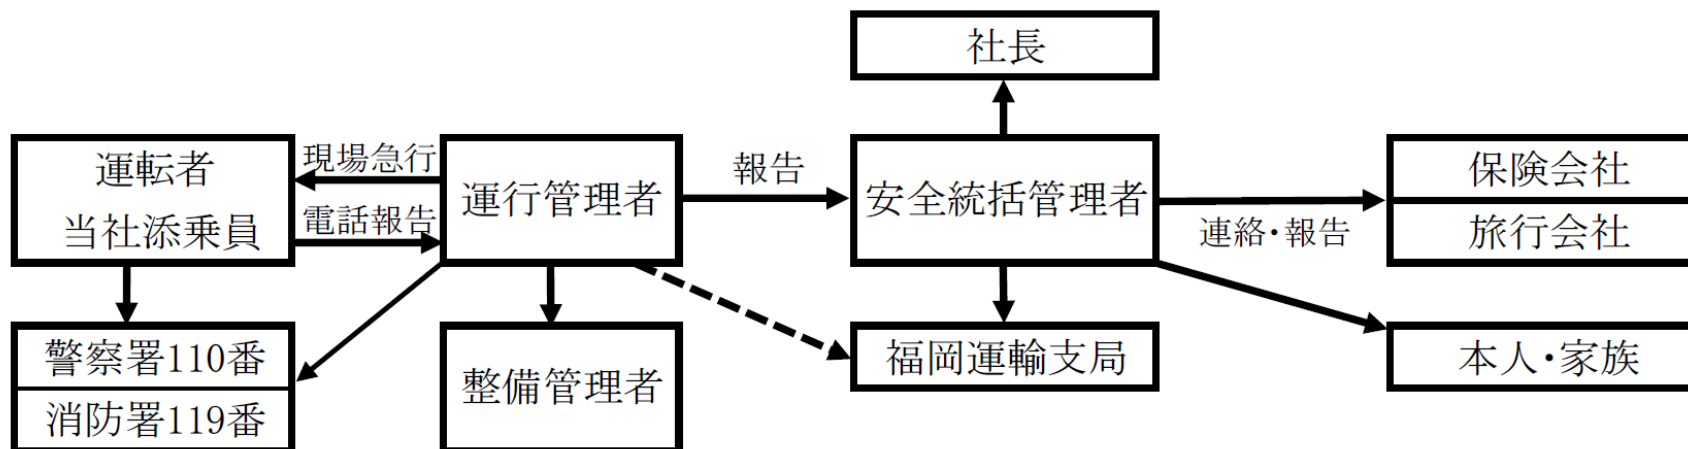 社長
運転者
当社添乗員
現場急行
電話報告
運行管理者
報告
安全統括管理者
連絡・報告
保険会社
旅行会社
警察署110番
消防署119番
整備管理者
福岡運輸支局
本人・家族